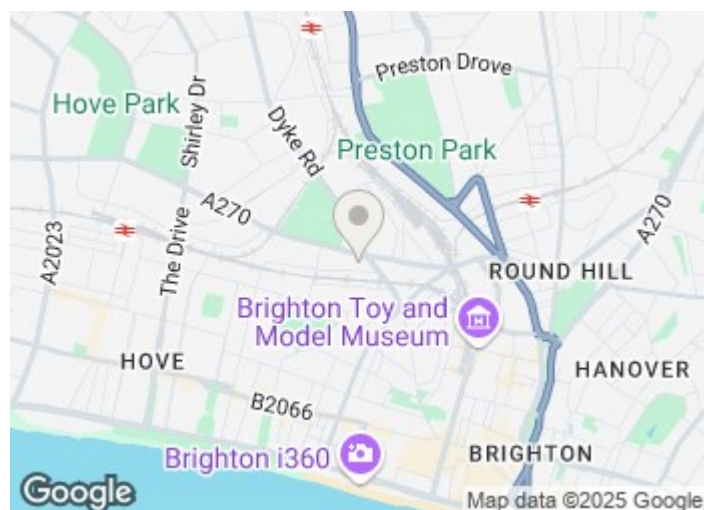 Preston Drove
Hove Park
Shirley Dr
Dyke Rd
Preston Park
A270
A270
A2023
The Drive
ROUND HILL
Brighton Toy and
Model Museum
HOVE
HANOVER
B2066
Brighton i360
BRIGHTON
Google
Map data ©2025 Google